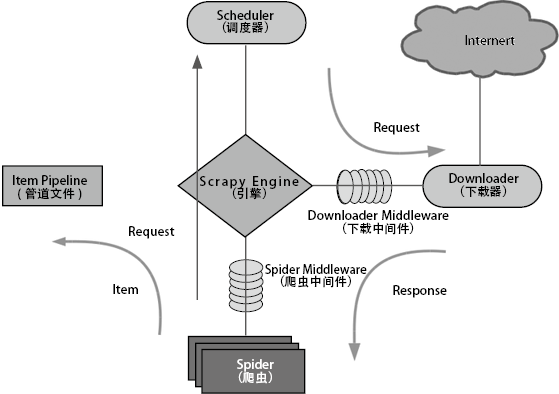 Scheduler
（调度器）
Internert
Request
Item Pipeline
( 管道文件 )
Scrapy Engine
（引擎）
Downloader
（下载器）
Downloader Middleware
（下载中间件）
Request
Spider Middleware
（爬虫中间件）
Item
Response
Spider
（爬虫）